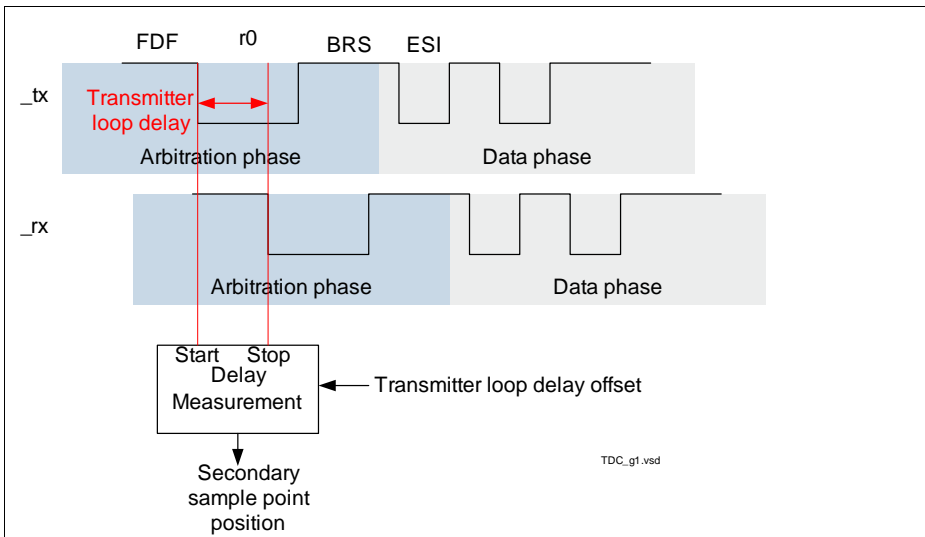 FDF r0 BRS ESI
_tx
Transmitter
loop delay
Arbitration phase Data phase
_rx
Arbitration phase Data phase
Start Stop
Delay
Measurement
Transmitter loop delay offset
TDC_g1.vsd
Secondary
sample point
position